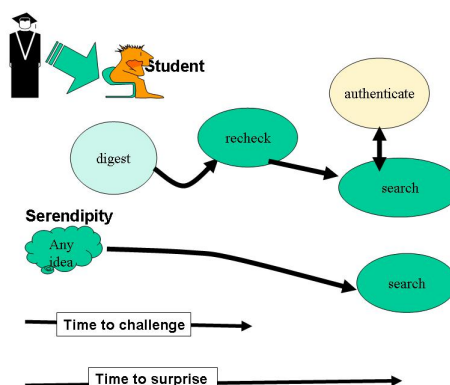 Student
authenticate
recheck
digest
search
Serendipity
Any
idea
search
Time to challenge
Time to surprise